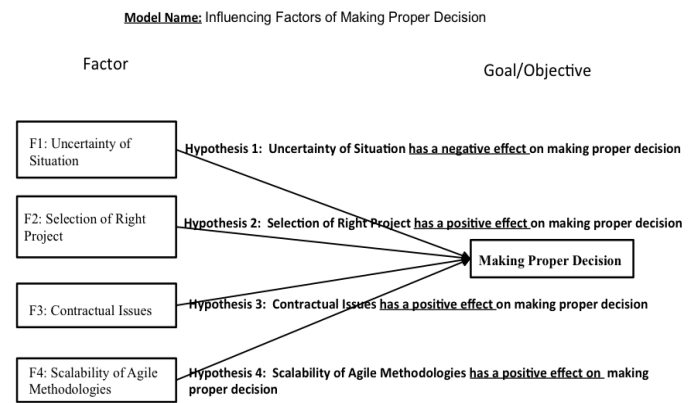 Model Name: Influencing Factors of Making Proper Decision
Factor
Goal/Objective
F1: Uncertainty of
Situation
Hypothesis 1: Uncertainty of Situation has a negative effect on making proper decision
F2: Selection of Right
Project
Hypothesis 2: Selection of Right Project has a positive effect on making proper decision
Making Proper Decision
F3: Contractual Issues
Hypothesis 3: Contractual Issues has a positive effect on making proper decision
F4: Scalability of Agile
Methodologies
Hypothesis 4: Scalability of Agile Methodologies has a positive effect on making
proper decision